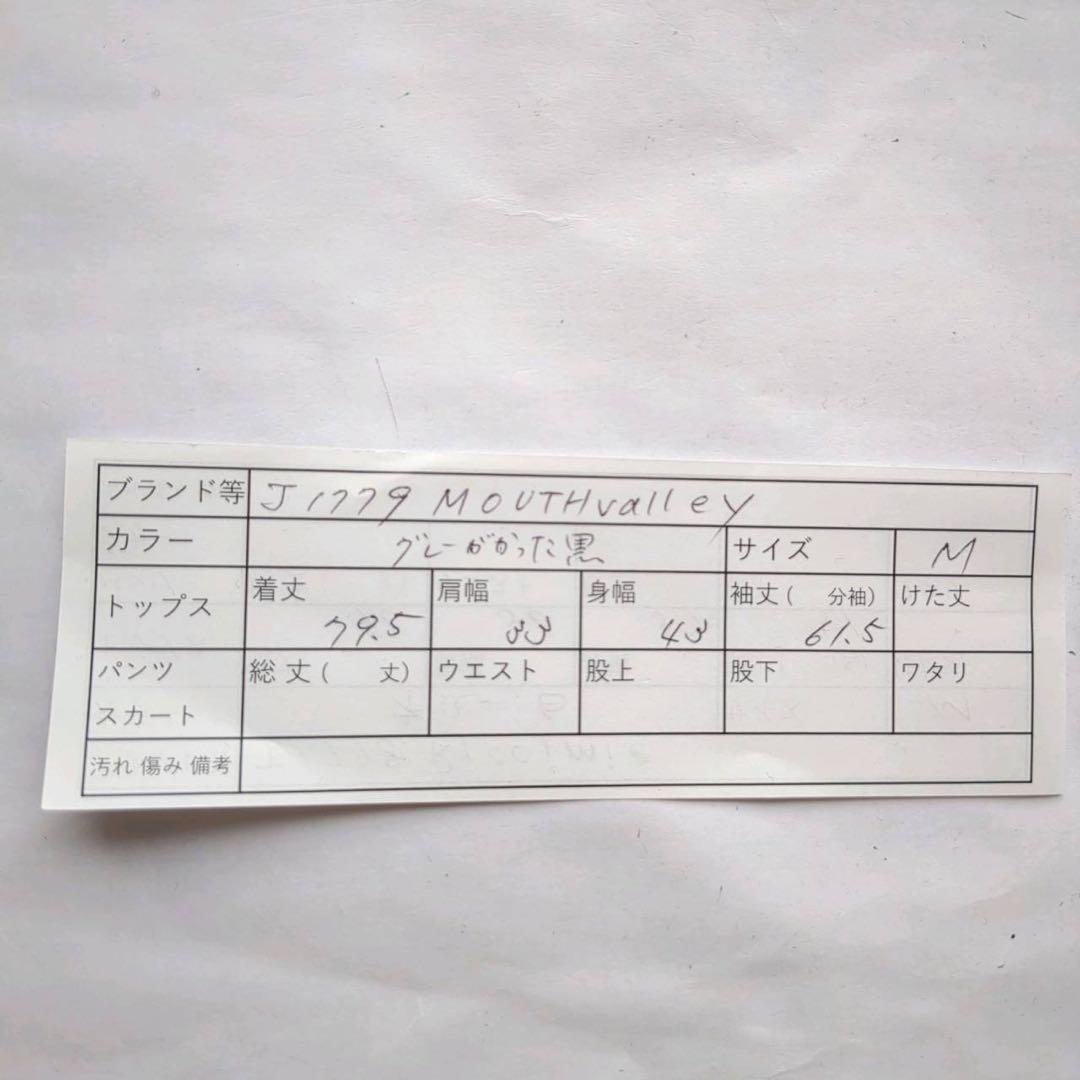 ブランド等 J1779 MOUTHvalley
カラー グレーがかった黒 サイズ M
トップス 着丈 79.5 肩幅 33 身幅 43 袖丈( 分袖) 61.5 けた丈
パンツ 総丈( 丈) ウエスト 股上 股下 ワタリ
スカート
汚れ 傷み 備考